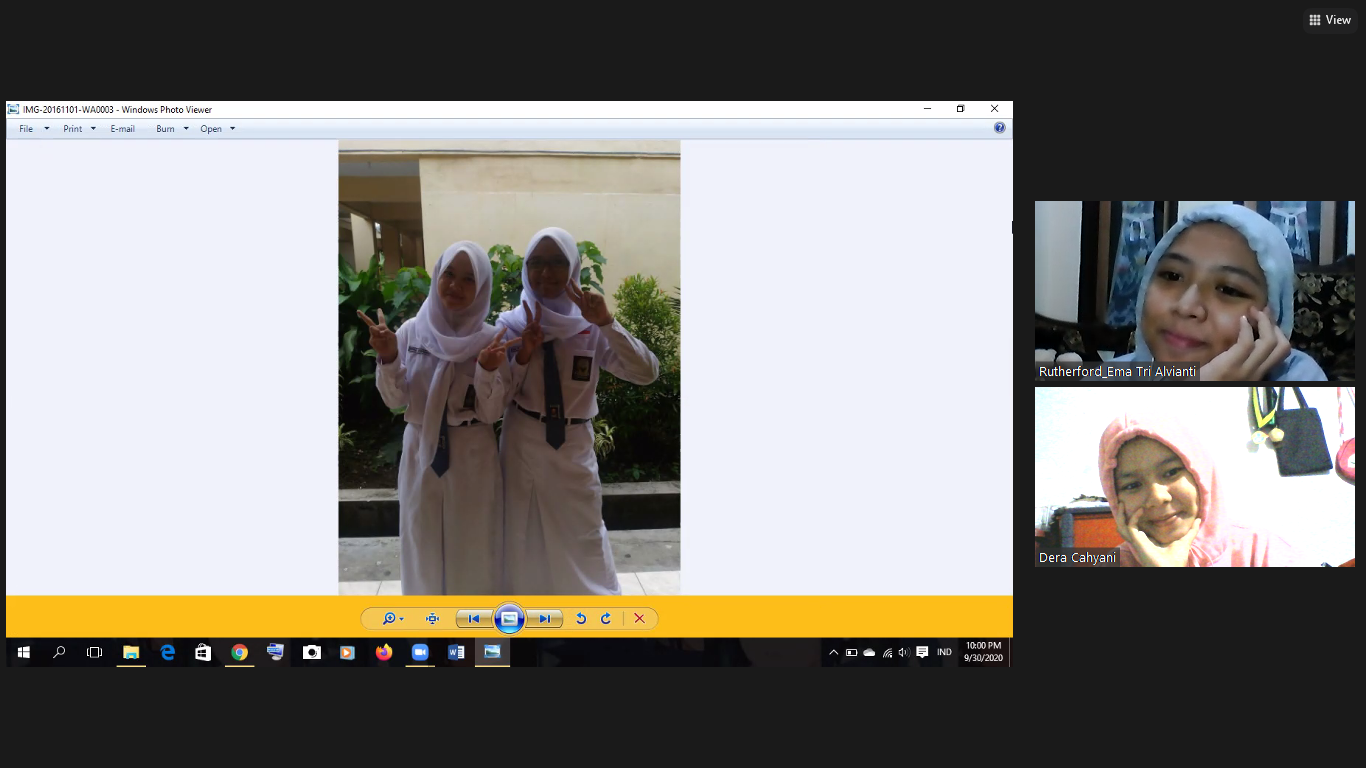 View
IMG-20161101-WA0003 - Windows Photo Viewer
File Print E-mail Burn Open
Rutherford_Ema Tri Alvianti
Dera Cahyani
IND
10:00 PM
9/30/2020